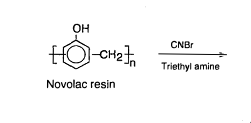 OH
CH2
n
CNBr
Triethyl amine
Novolac resin